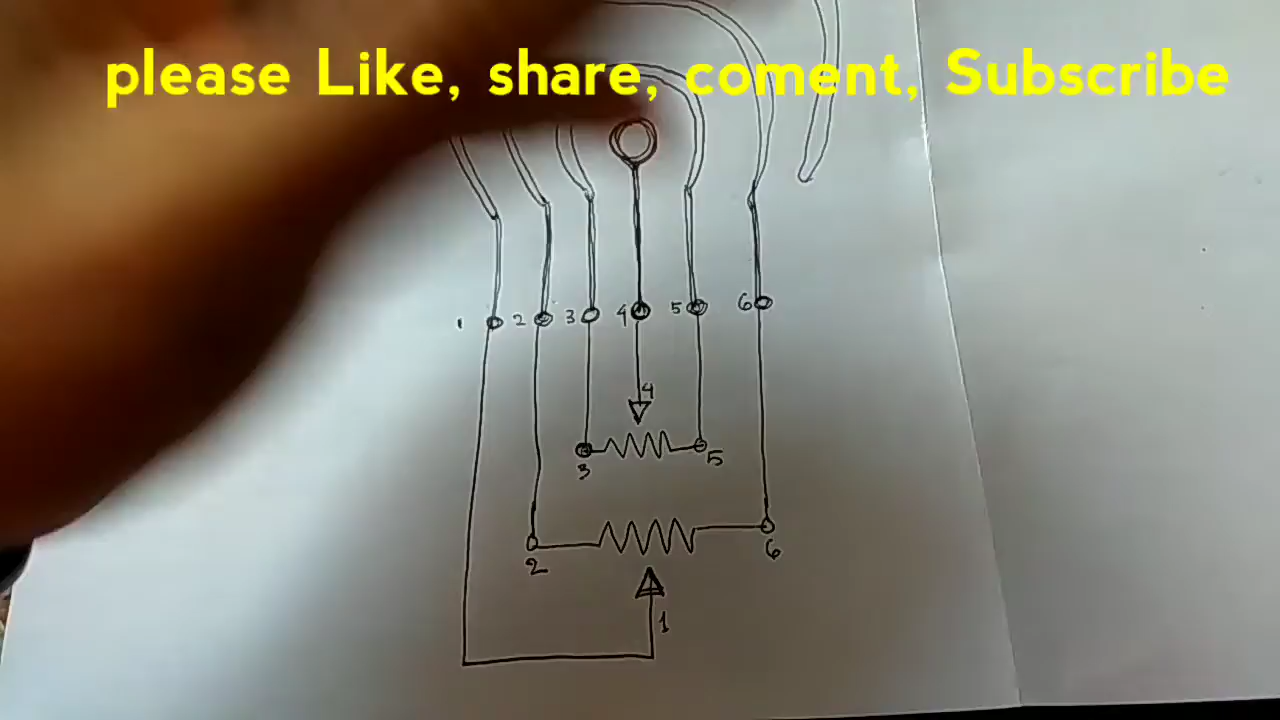 please Like, share, coment, Subscribe
1 2 3 4 5 6
4
3 5
2 6
1